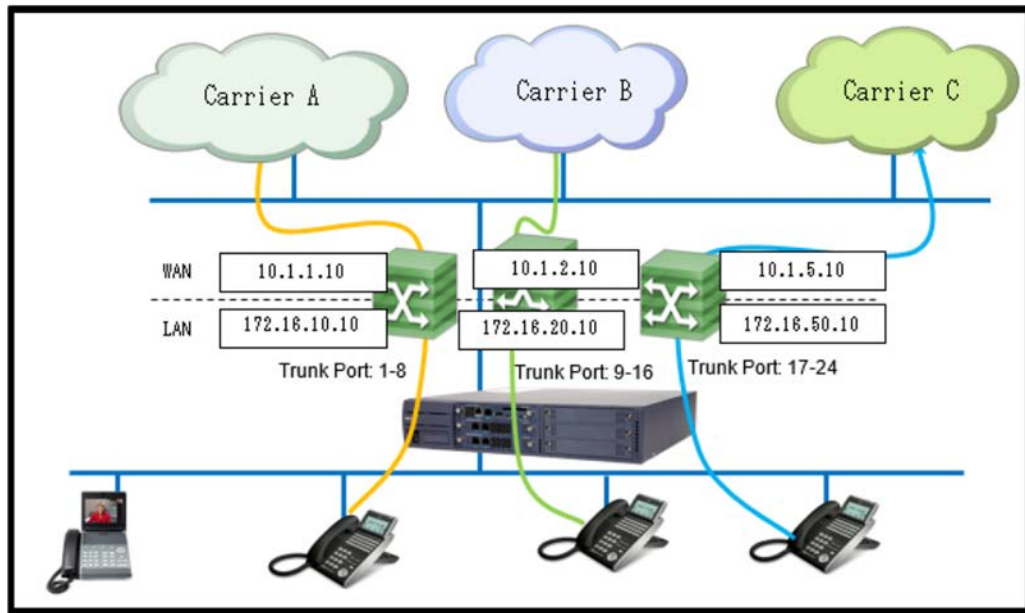 Carrier A
Carrier B
Carrier C
WAN
10.1.1.10
10.1.2.10
10.1.5.10
LAN
172.16.10.10
172.16.20.10
172.16.50.10
Trunk Port: 1-8
Trunk Port: 9-16
Trunk Port: 17-24